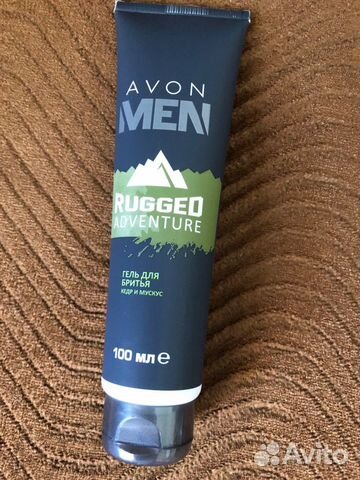 AVON
MEN
RUGGED
ADVENTURE
ГЕЛЬ ДЛЯ
БРИТЬЯ
КЕДР И МУСКУС
100 МЛ ℮
Avito